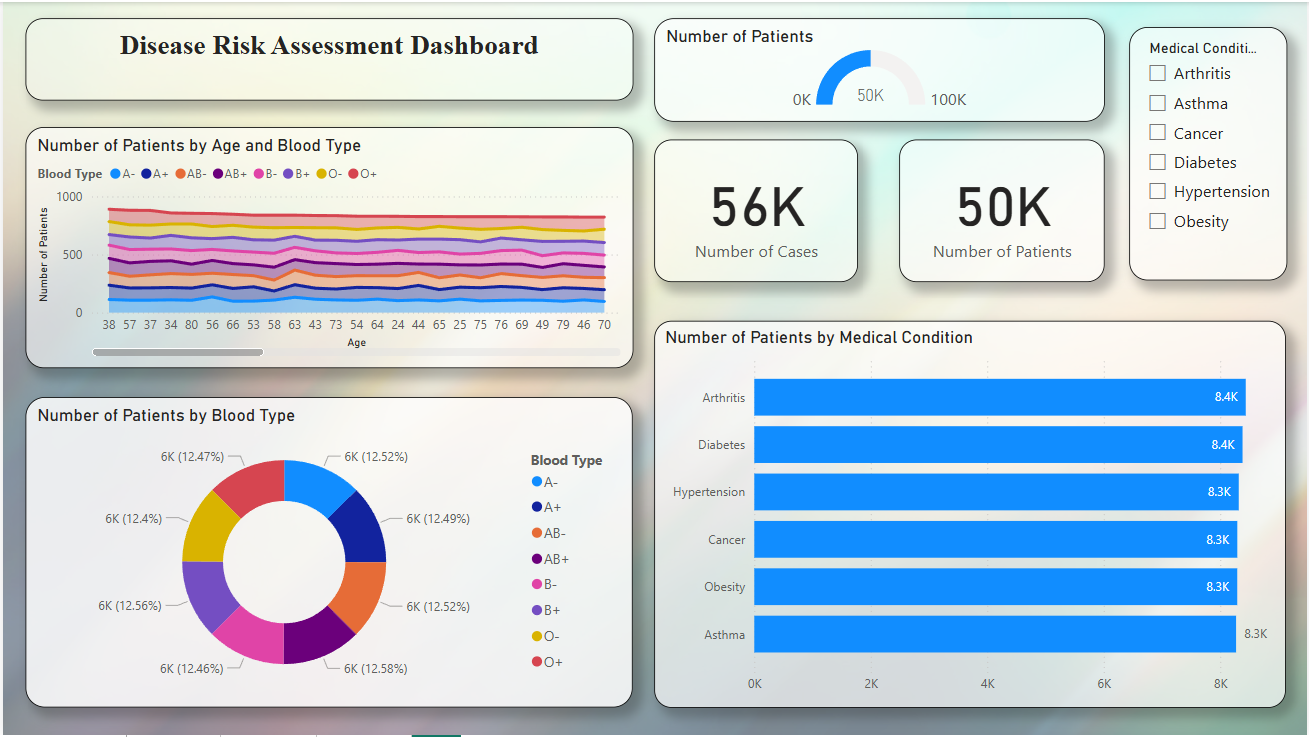 Disease Risk Assessment Dashboard
Number of Patients
0K
50K
100K
Medical Conditi...
Arthritis
Asthma
Cancer
Diabetes
Hypertension
Obesity
56K
Number of Cases
50K
Number of Patients
Number of Patients by Age and Blood Type
Blood Type A- A+ AB- AB+ B- B+ O- O+
Number of Patients
1000
500
0
38 57 37 34 80 56 66 53 58 63 43 73 54 64 24 44 65 25 75 76 69 49 79 46 70
Age
Number of Patients by Blood Type
6K (12.47%)
6K (12.52%)
6K (12.4%)
6K (12.49%)
6K (12.56%)
6K (12.52%)
6K (12.46%)
6K (12.58%)
Blood Type
A-
A+
AB-
AB+
B-
B+
O-
O+
Number of Patients by Medical Condition
Arthritis 8.4K
Diabetes 8.4K
Hypertension 8.3K
Cancer 8.3K
Obesity 8.3K
Asthma 8.3K
0K 2K 4K 6K 8K